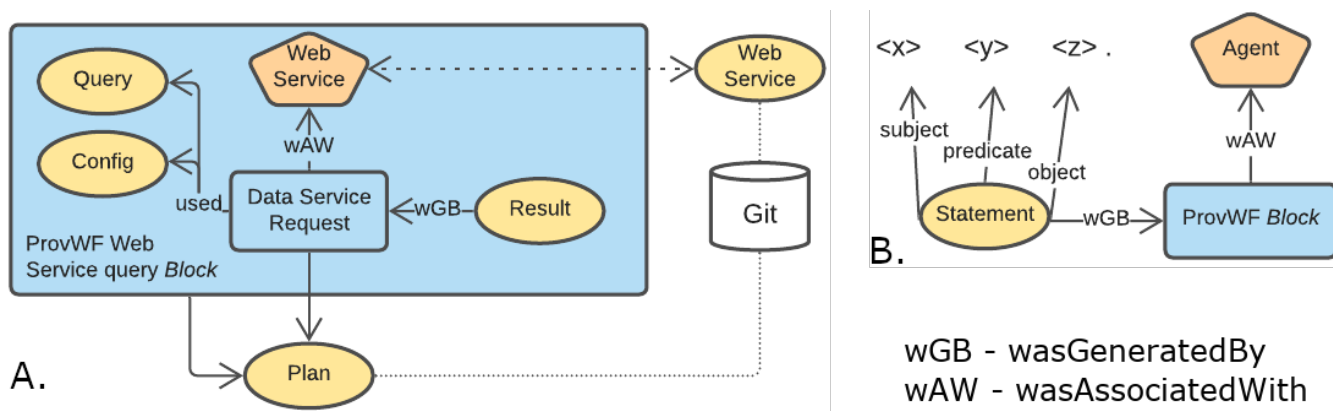 Web
Service
Query
Config
wAW
used
Data Service
Request
wGB
Result
ProvWF Web
Service query Block
Plan
Web
Service
Git
A.
<x> <y> <z> .
Agent
subject
predicate
object
wAW
Statement
wGB
ProvWF Block
B.
wGB - wasGeneratedBy
wAW - wasAssociatedWith